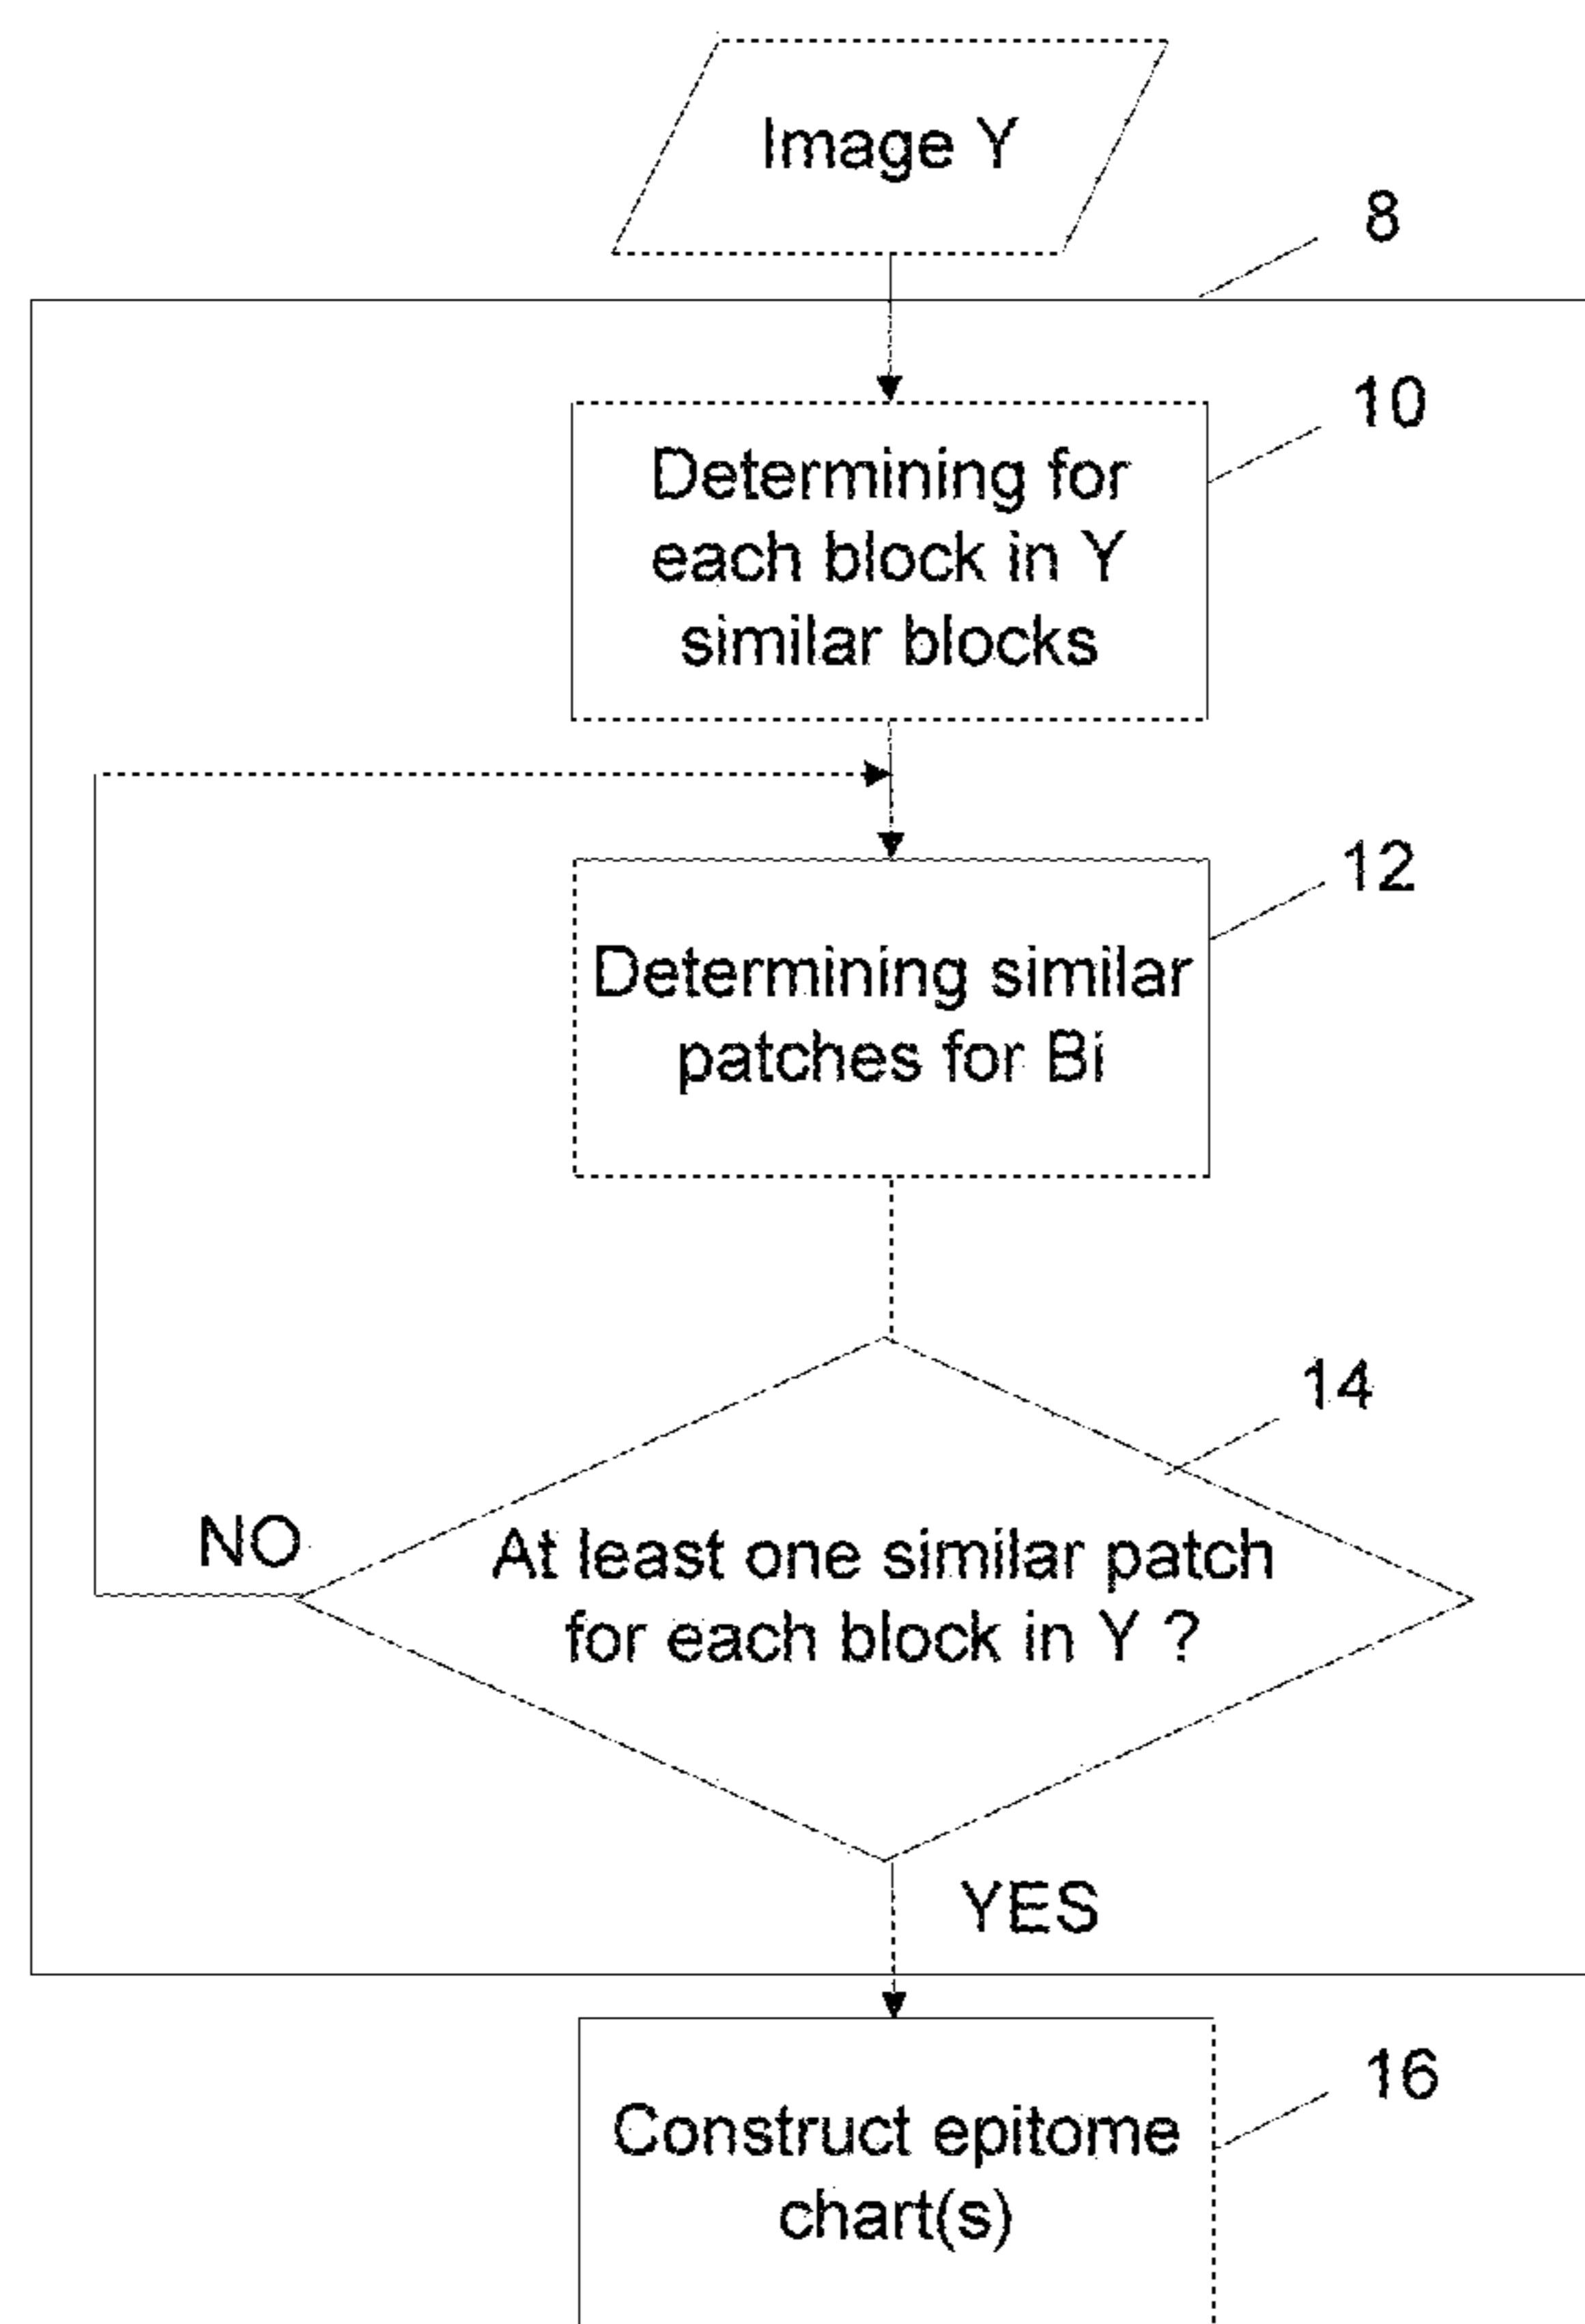 Image Y
8
10
Determining for
each block in Y
similar blocks
12
Determining similar
patches for Bi
14
NO
At least one similar patch
for each block in Y ?
YES
16
Construct epitome
chart(s)